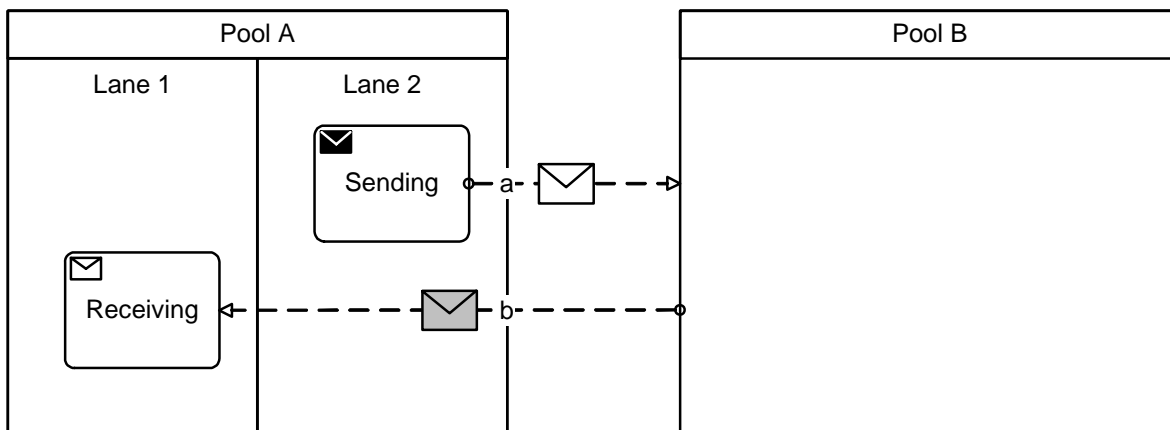 Pool A
Pool B
Lane 1
Lane 2
Sending
a
Receiving
b